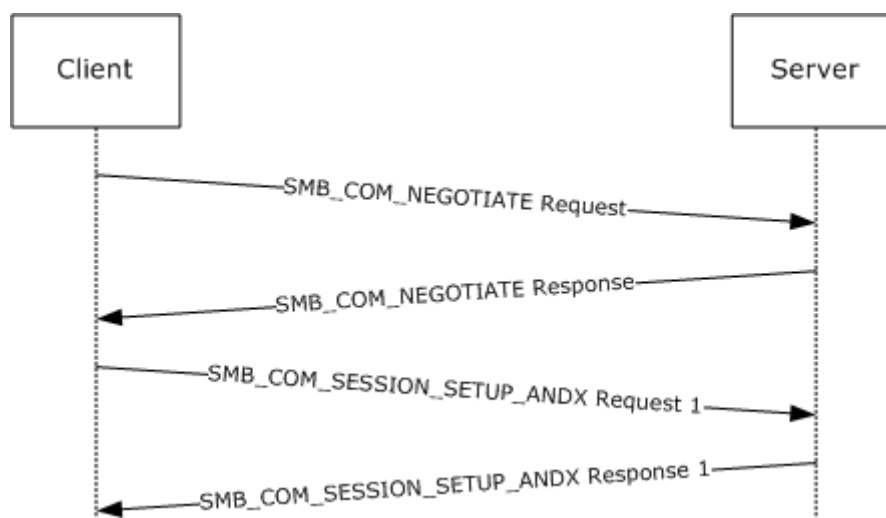 Client
Server
SMB_COM_NEGOTIATE Request
SMB_COM_NEGOTIATE Response
SMB_COM_SESSION_SETUP_ANDX Request 1
SMB_COM_SESSION_SETUP_ANDX Response 1